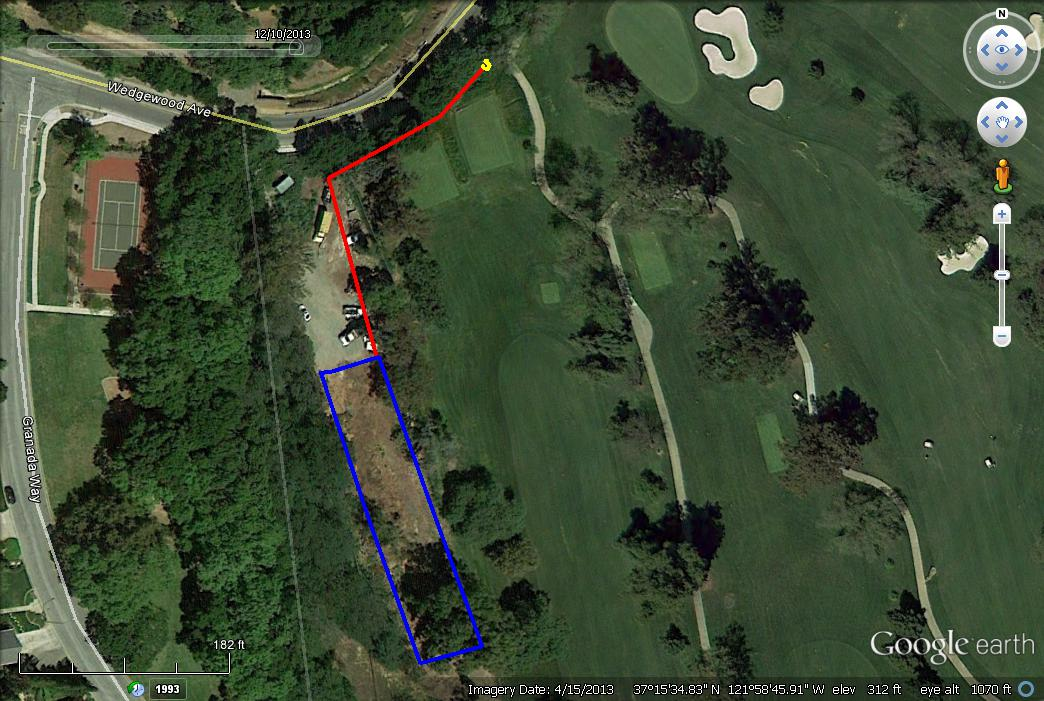 12/10/2013
N
Wedgewood Ave
Granada Way
182 ft
Google earth
1993
Imagery Date: 4/15/2013 37°15'34.83" N 121°58'45.91" W elev 312 ft eye alt 1070 ft